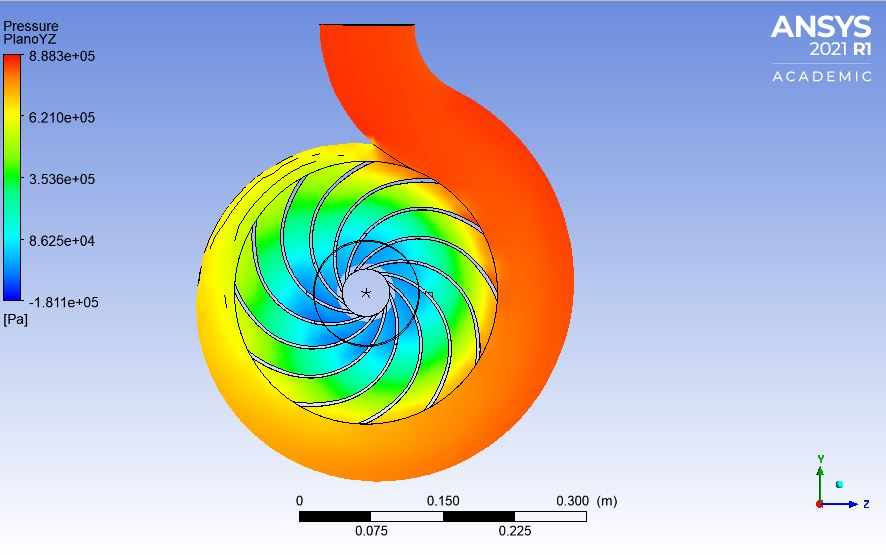 Pressure
PlanoYZ
8.883e+05
6.210e+05
3.536e+05
8.625e+04
-1.811e+05
[Pa]
ANSYS
2021 R1
ACADEMIC
0 0.150 0.300 (m)
0.075 0.225
Y
Z